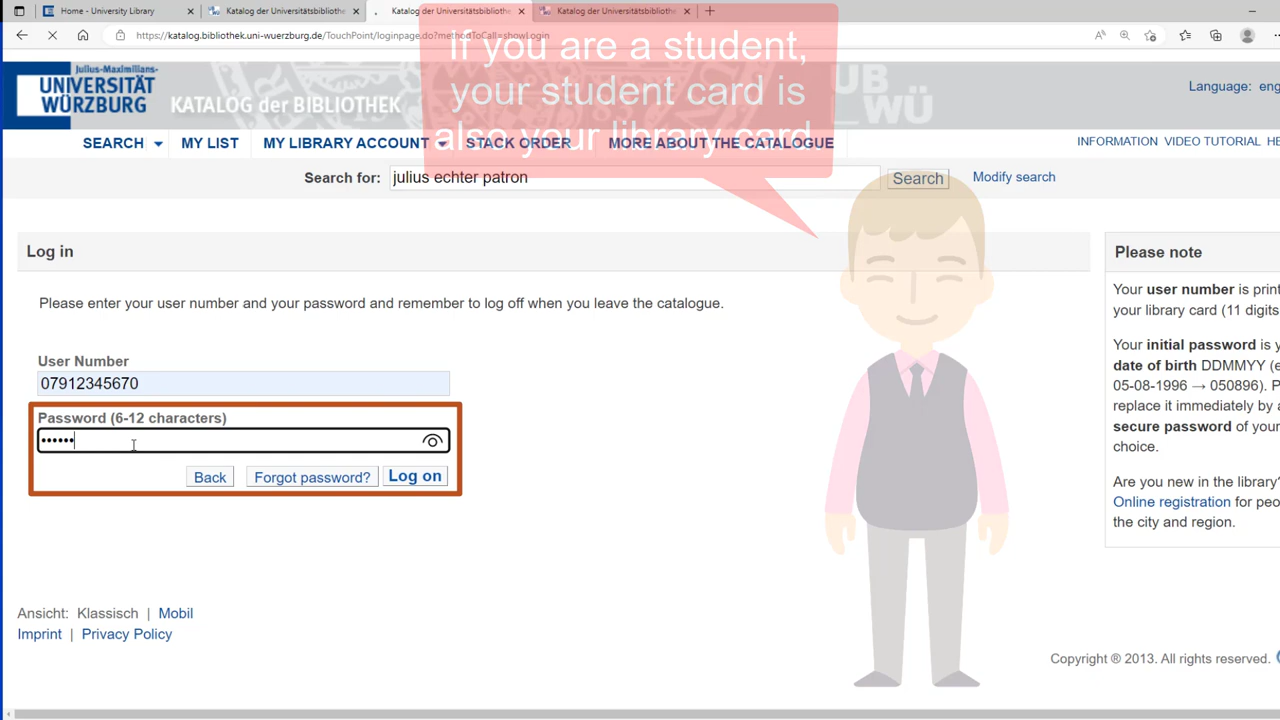 Home - University Library
Katalog der Universitätsbibliothe
Katalog der Universitätsbibliothe
Katalog der Universitätsbibliothe
https://katalog.bibliothek.uni-wuerzburg.de/TouchPoint/loginpage.do?methodToCall=showLogin
If you are a student,
your student card is
also your library card.
Julius-Maximilians-
UNIVERSITÄT
WÜRZBURG
KATALOG der BIBLIOTHEK
UB
WÜ
Language: eng
SEARCH
MY LIST
MY LIBRARY ACCOUNT
STACK ORDER
MORE ABOUT THE CATALOGUE
INFORMATION VIDEO TUTORIAL HE
Search for: julius echter patron
Search
Modify search
Log in
Please enter your user number and your password and remember to log off when you leave the catalogue.
User Number
07912345670
Password (6-12 characters)
••••••
Back
Forgot password?
Log on
Please note
Your user number is print
your library card (11 digits
Your initial password is y
date of birth DDMMYY (e
05-08-1996 → 050896). P
replace it immediately by a
secure password of your
choice.
Are you new in the library?
Online registration for peo
the city and region.
Ansicht: Klassisch | Mobil
Imprint | Privacy Policy
Copyright ® 2013. All rights reserved.